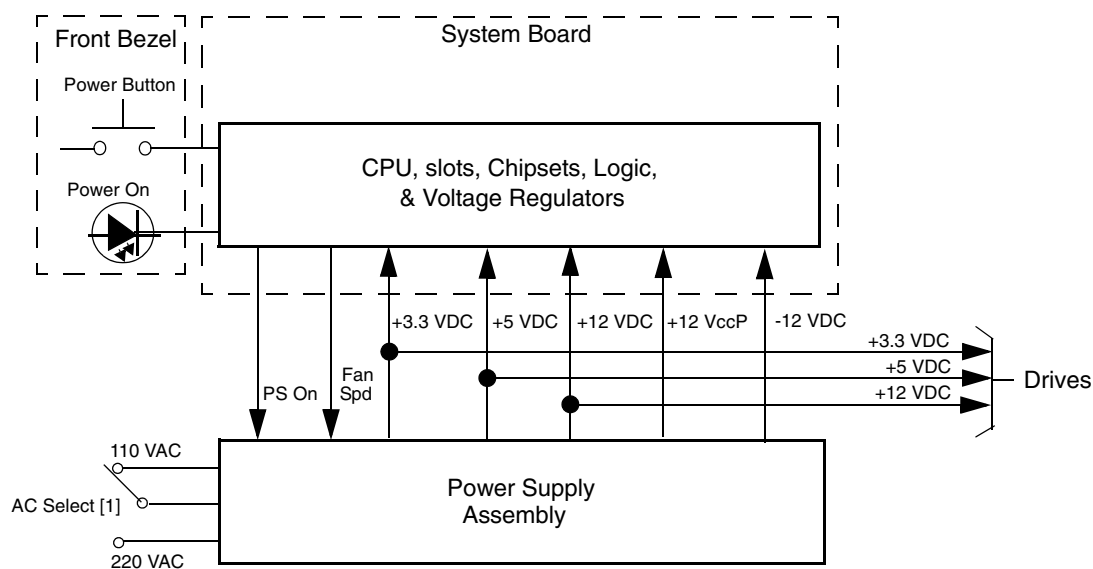 Front Bezel
System Board
Power Button
CPU, slots, Chipsets, Logic,
& Voltage Regulators
Power On
+3.3 VDC
+5 VDC
+12 VDC
+12 VccP
-12 VDC
+3.3 VDC
+5 VDC
+12 VDC
Drives
PS On
Fan
Spd
110 VAC
AC Select [1]
220 VAC
Power Supply
Assembly